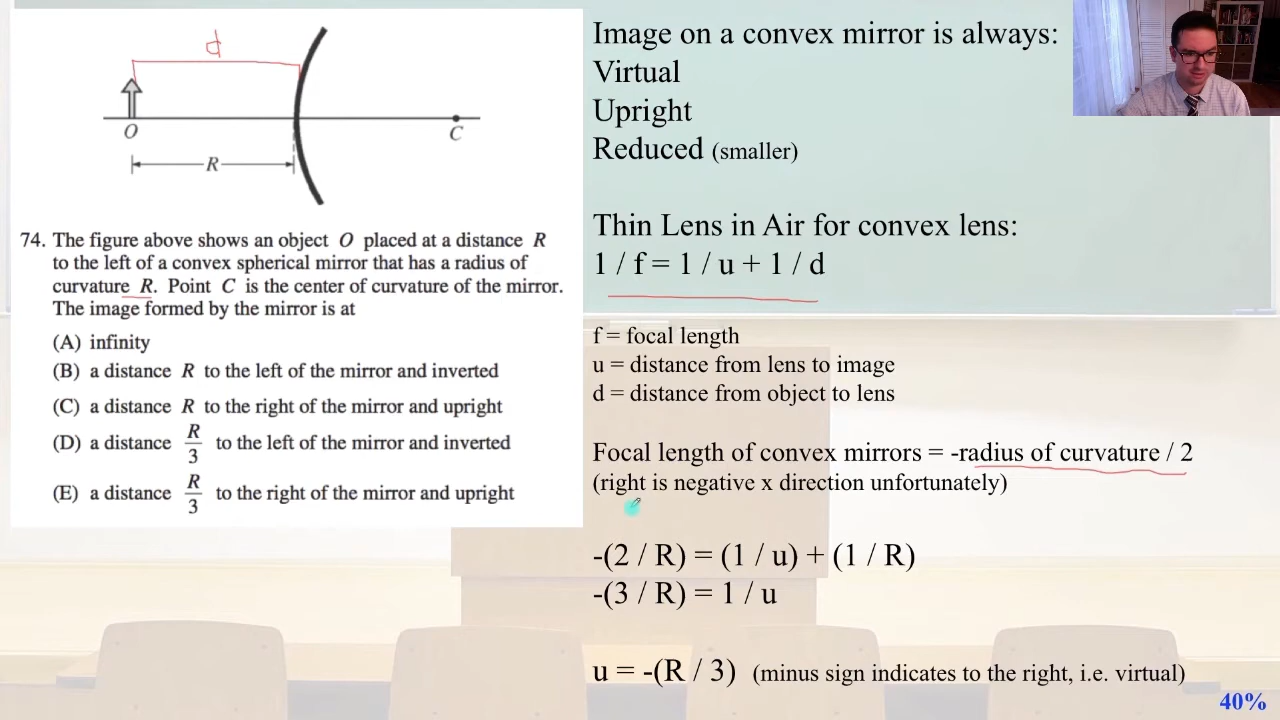 d
O
C
R
74. The figure above shows an object O placed at a distance R
to the left of a convex spherical mirror that has a radius of
curvature R. Point C is the center of curvature of the mirror.
The image formed by the mirror is at
(A) infinity
(B) a distance R to the left of the mirror and inverted
(C) a distance R to the right of the mirror and upright
(D) a distance R/3 to the left of the mirror and inverted
(E) a distance R/3 to the right of the mirror and upright
Image on a convex mirror is always:
Virtual
Upright
Reduced (smaller)
Thin Lens in Air for convex lens:
1 / f = 1 / u + 1 / d
f = focal length
u = distance from lens to image
d = distance from object to lens
Focal length of convex mirrors = -radius of curvature / 2
(right is negative x direction unfortunately)
-(2 / R) = (1 / u) + (1 / R)
-(3 / R) = 1 / u
u = -(R / 3) (minus sign indicates to the right, i.e. virtual)
40%